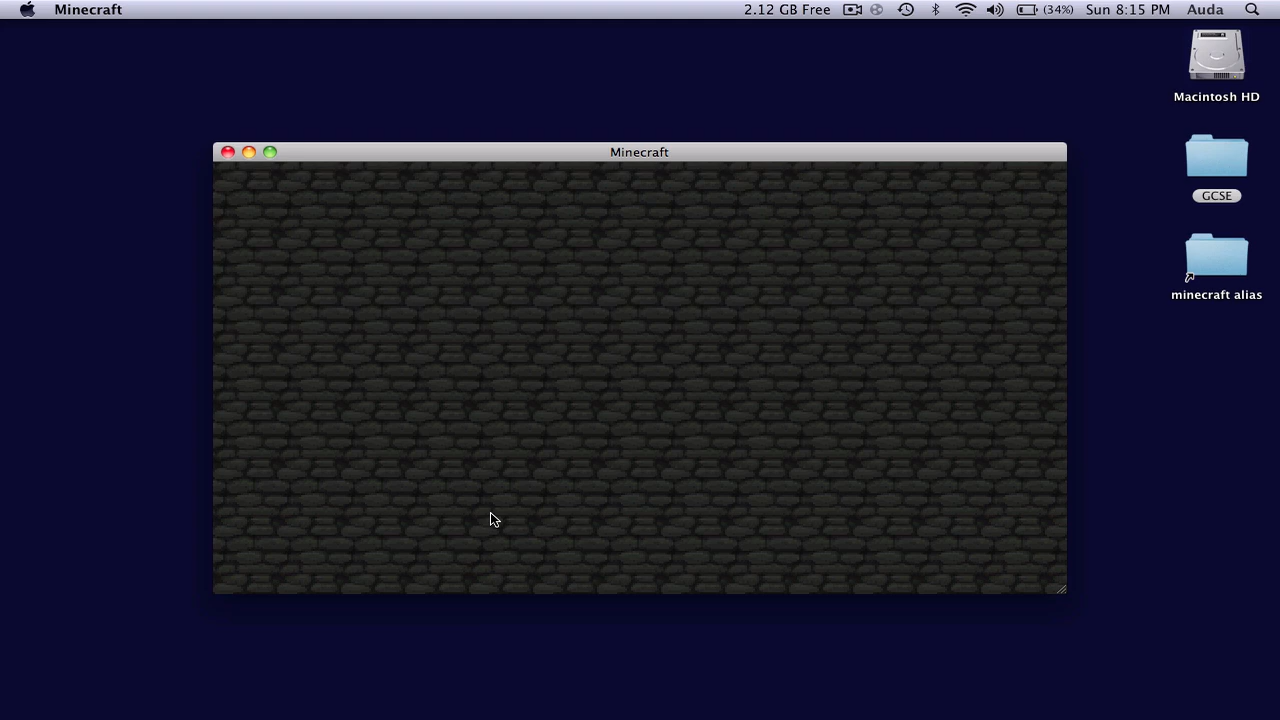 Minecraft
2.12 GB Free
(34%)
Sun 8:15 PM
Auda
Macintosh HD
Minecraft
GCSE
minecraft alias